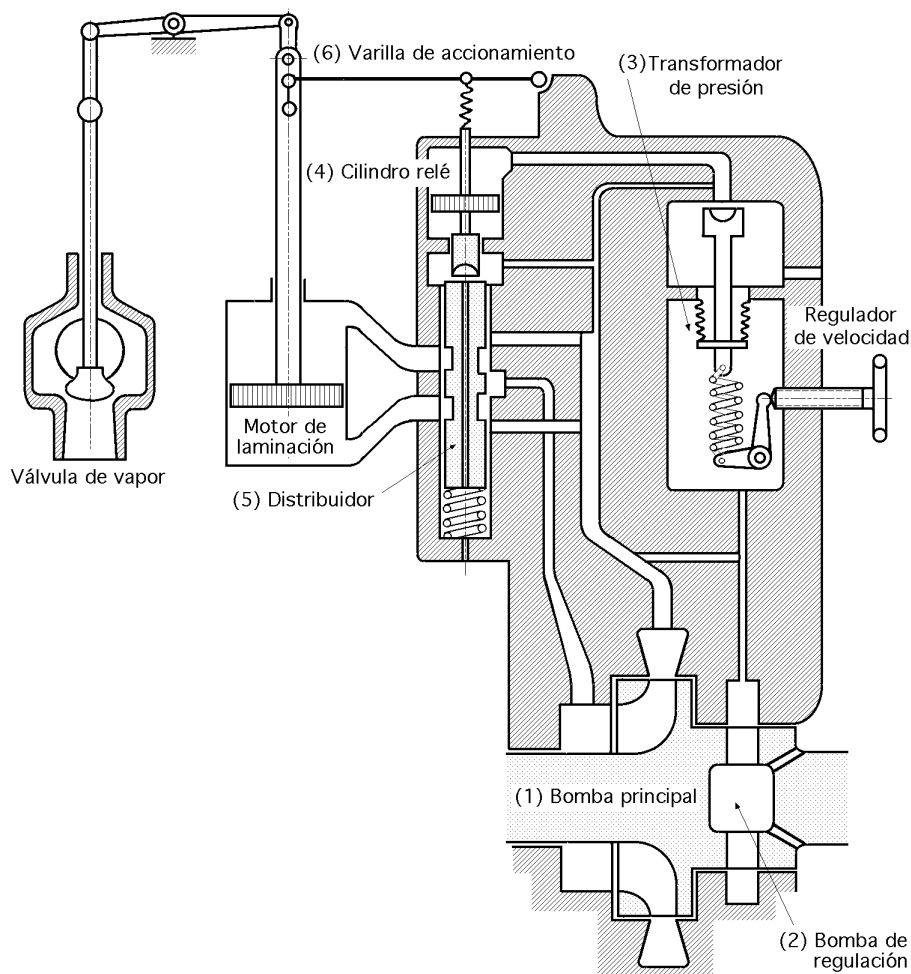 (6) Varilla de accionamiento
(3) Transformador
de presión
(4) Cilindro relé
Regulador
de velocidad
Motor de
laminación
Válvula de vapor
(5) Distribuidor
(1) Bomba principal
(2) Bomba de
regulación